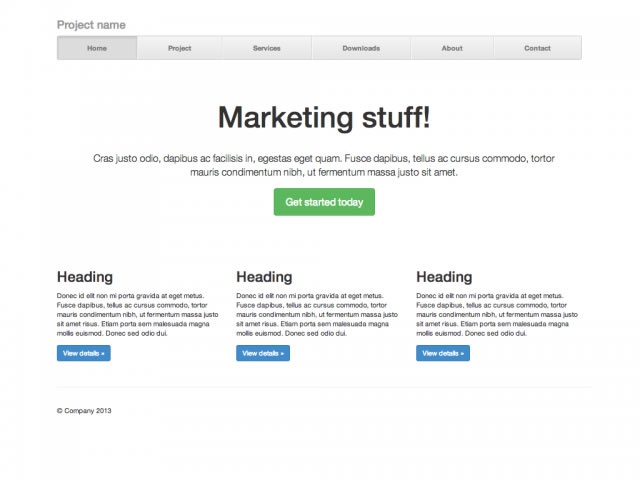 Project name
Home Project Services Downloads About Contact
Marketing stuff!
Cras justo odio, dapibus ac facilisis in, egestas eget quam. Fusce dapibus, tellus ac cursus commodo, tortor
mauris condimentum nibh, ut fermentum massa justo sit amet.
Get started today
Heading
Donec id elit non mi porta gravida at eget metus.
Fusce dapibus, tellus ac cursus commodo, tortor
mauris condimentum nibh, ut fermentum massa justo
sit amet risus. Etiam porta sem malesuada magna
mollis euismod. Donec sed odio dui.
View details »
Heading
Donec id elit non mi porta gravida at eget metus.
Fusce dapibus, tellus ac cursus commodo, tortor
mauris condimentum nibh, ut fermentum massa justo
sit amet risus. Etiam porta sem malesuada magna
mollis euismod. Donec sed odio dui.
View details »
Heading
Donec id elit non mi porta gravida at eget metus.
Fusce dapibus, tellus ac cursus commodo, tortor
mauris condimentum nibh, ut fermentum massa justo
sit amet risus. Etiam porta sem malesuada magna
mollis euismod. Donec sed odio dui.
View details »
© Company 2013